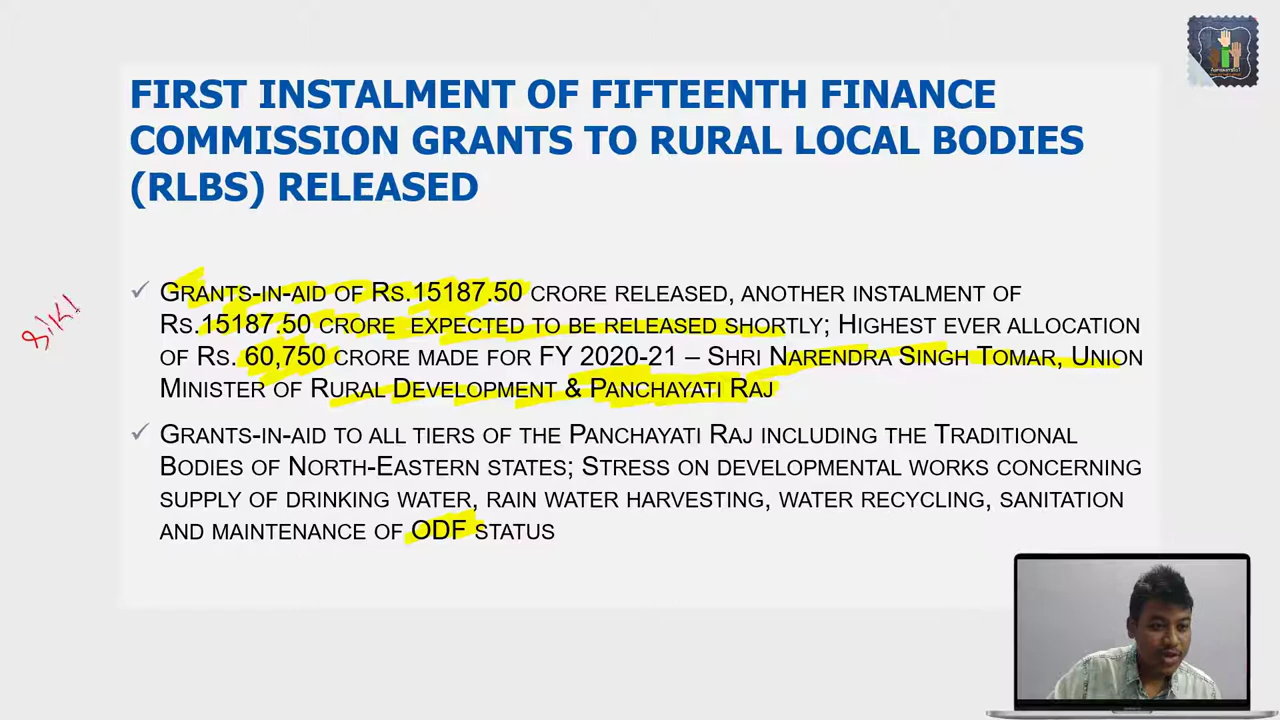 FIRST INSTALMENT OF FIFTEENTH FINANCE
COMMISSION GRANTS TO RURAL LOCAL BODIES
(RLBS) RELEASED
✓ GRANTS-IN-AID OF RS.15187.50 CRORE RELEASED, ANOTHER INSTALMENT OF
RS.15187.50 CRORE EXPECTED TO BE RELEASED SHORTLY; HIGHEST EVER ALLOCATION
OF RS. 60,750 CRORE MADE FOR FY 2020-21 – SHRI NARENDRA SINGH TOMAR, UNION
MINISTER OF RURAL DEVELOPMENT & PANCHAYATI RAJ
✓ GRANTS-IN-AID TO ALL TIERS OF THE PANCHAYATI RAJ INCLUDING THE TRADITIONAL
BODIES OF NORTH-EASTERN STATES; STRESS ON DEVELOPMENTAL WORKS CONCERNING
SUPPLY OF DRINKING WATER, RAIN WATER HARVESTING, WATER RECYCLING, SANITATION
AND MAINTENANCE OF ODF STATUS